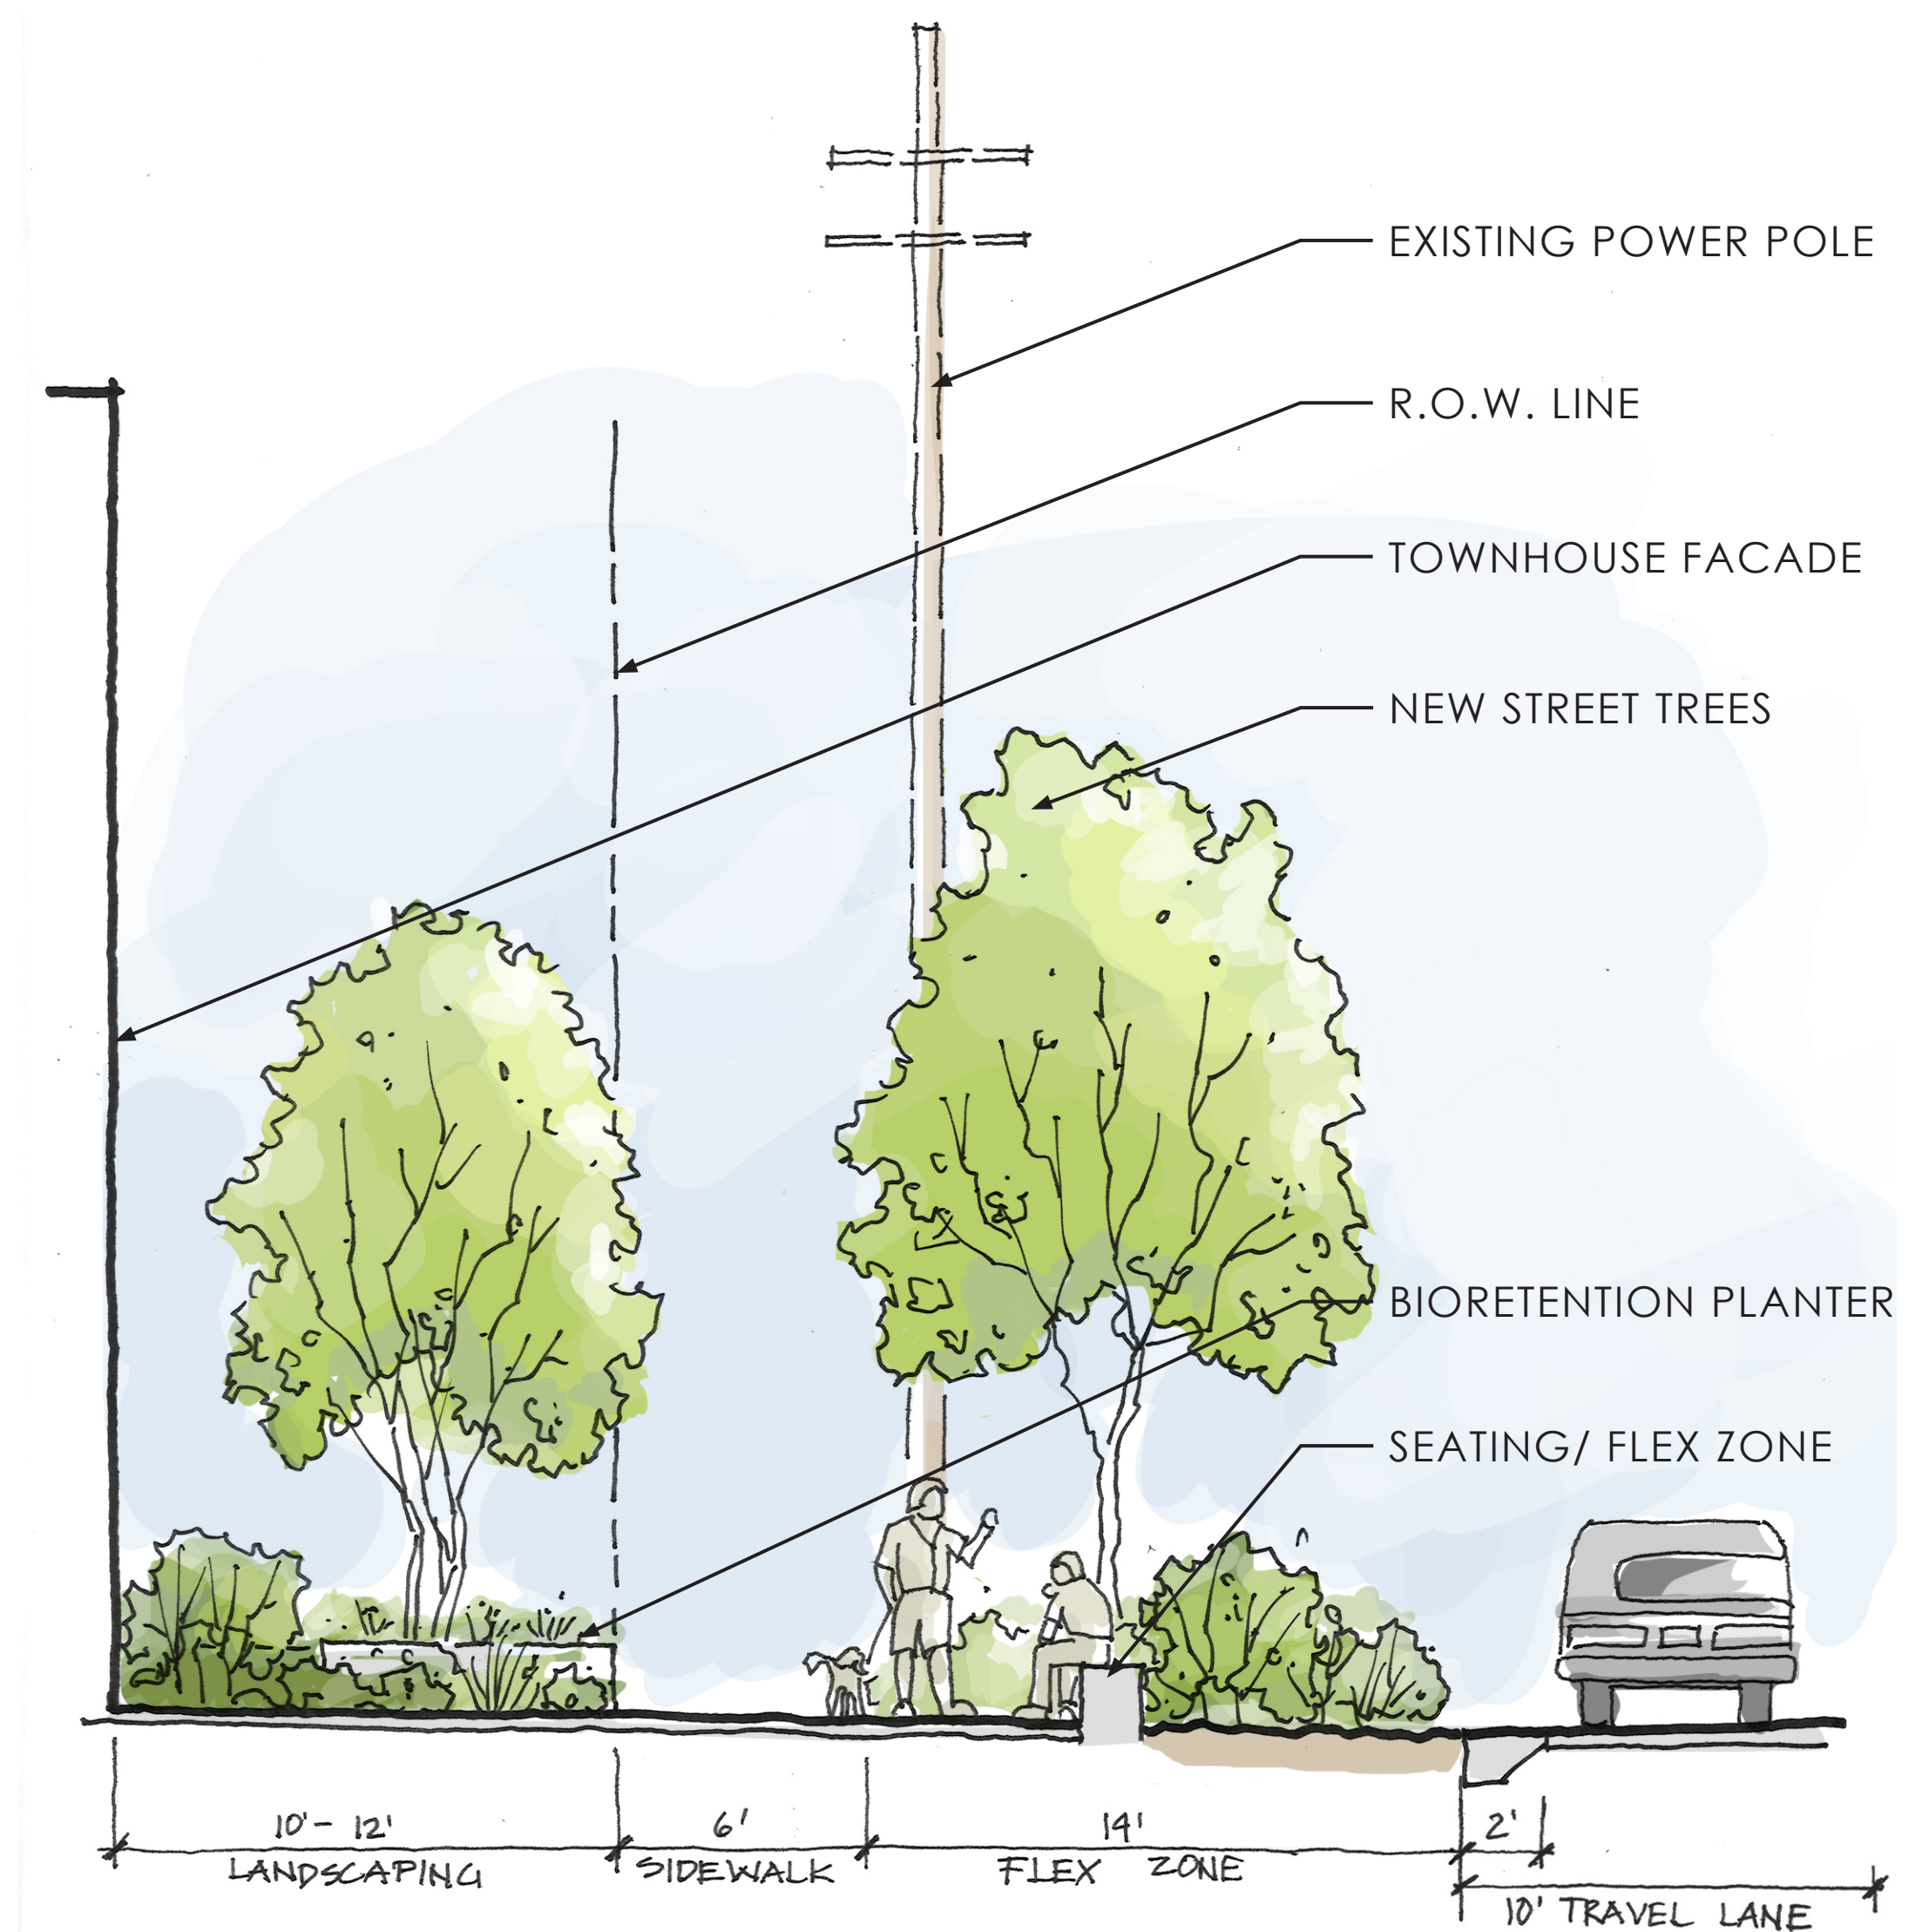 EXISTING POWER POLE
R.O.W. LINE
TOWNHOUSE FACADE
NEW STREET TREES
BIORETENTION PLANTER
SEATING/ FLEX ZONE
10'- 12' 6' 14' 2'
LANDSCAPING SIDEWALK FLEX ZONE
10' TRAVEL LANE